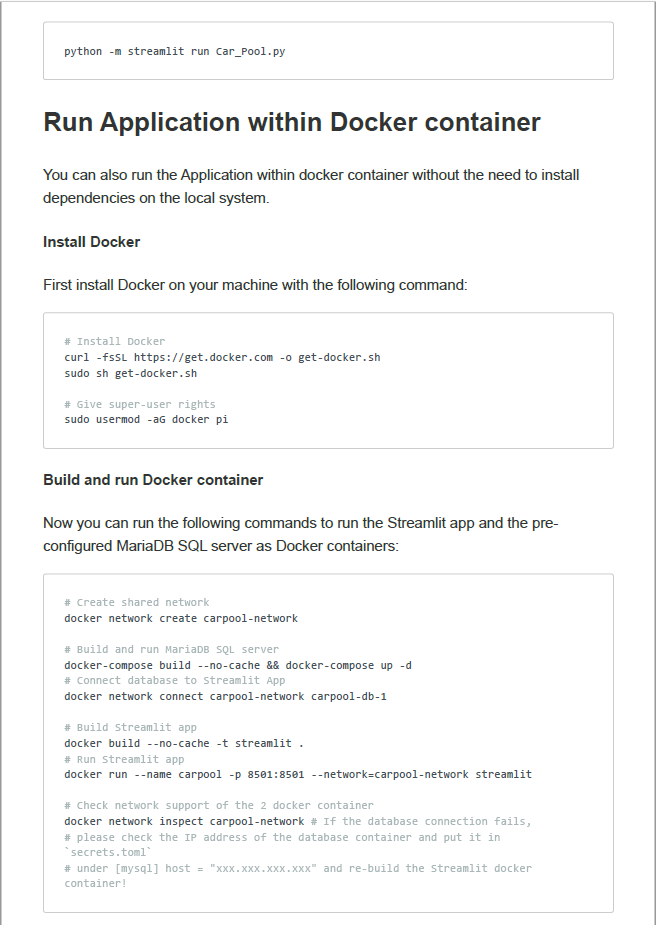 python -m streamlit run Car_Pool.py
Run Application within Docker container
You can also run the Application within docker container without the need to install
dependencies on the local system.
Install Docker
First install Docker on your machine with the following command:
# Install Docker
curl -fsSL https://get.docker.com -o get-docker.sh
sudo sh get-docker.sh
# Give super-user rights
sudo usermod -aG docker pi
Build and run Docker container
Now you can run the following commands to run the Streamlit app and the pre-
configured MariaDB SQL server as Docker containers:
# Create shared network
docker network create carpool-network
# Build and run MariaDB SQL server
docker-compose build --no-cache && docker-compose up -d
# Connect database to Streamlit App
docker network connect carpool-network carpool-db-1
# Build Streamlit app
docker build --no-cache -t streamlit .
# Run Streamlit app
docker run --name carpool -p 8501:8501 --network=carpool-network streamlit
# Check network support of the 2 docker container
docker network inspect carpool-network # If the database connection fails,
# please check the IP address of the database container and put it in
`secrets.toml`
# under [mysql] host = "xxx.xxx.xxx.xxx" and re-build the Streamlit docker
container!